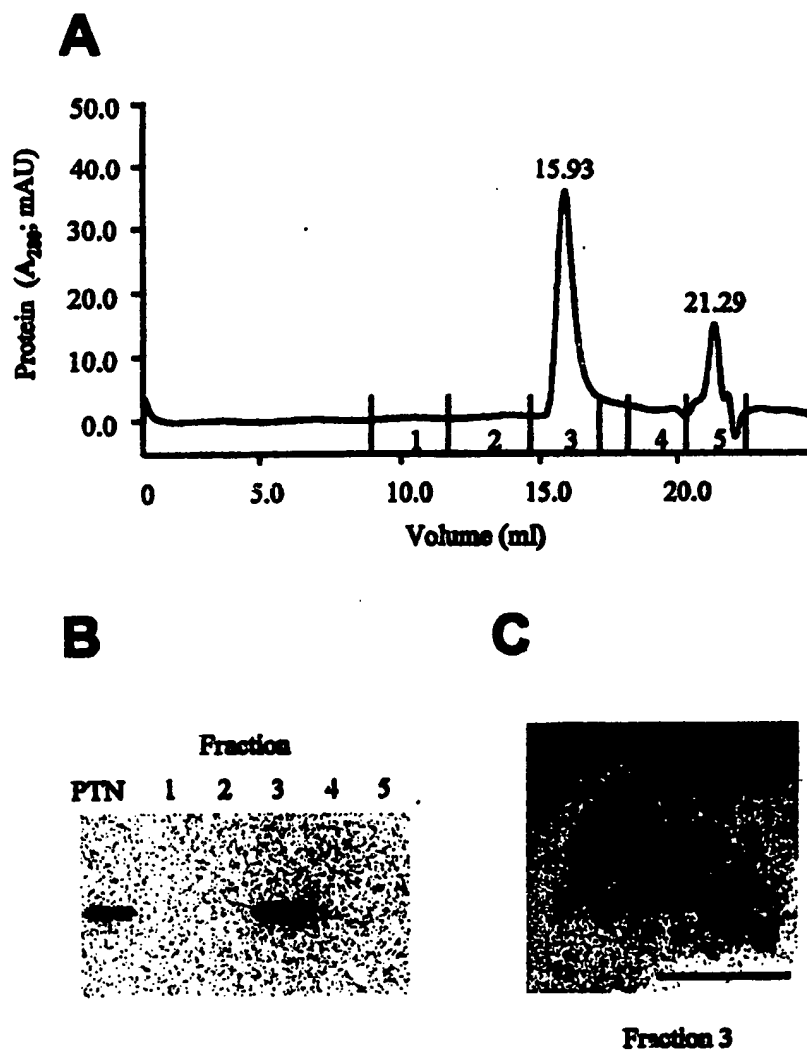 A
50.0
40.0
30.0
20.0
10.0
0.0
Protein (A280; mAU)
15.93
21.29
1 2 3 4 5
0 5.0 10.0 15.0 20.0
Volume (ml)
B
Fraction
PTN 1 2 3 4 5
C
Fraction 3